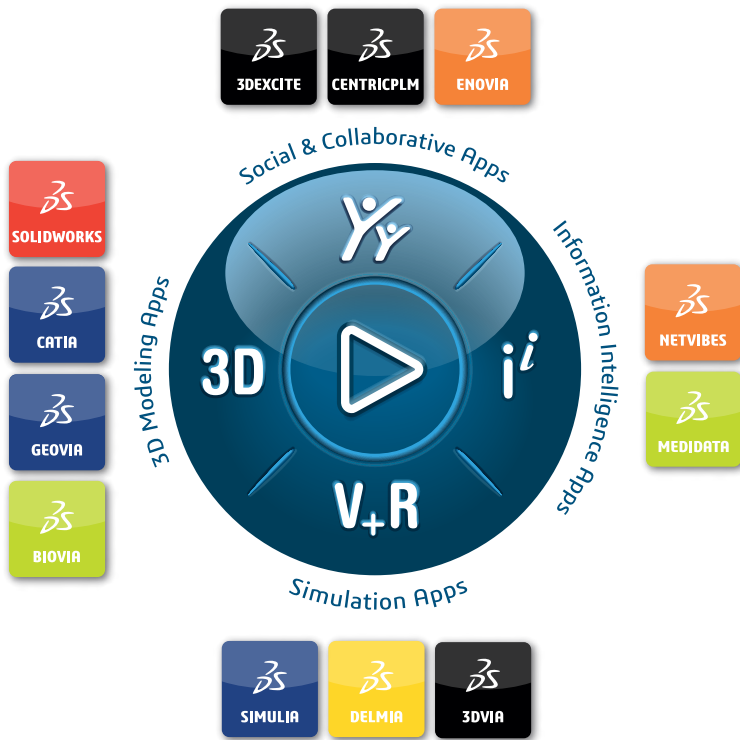 3DEXCITE
CENTRICPLM
ENOVIA
Social & Collaborative Apps
SOLIDWORKS
CATIA
GEOVIA
BIOVIA
3D Modeling Apps
3D
i i
V+R
Information Intelligence Apps
NETVIBES
MEDIDATA
Simulation Apps
SIMULIA
DELMIA
3DVIA